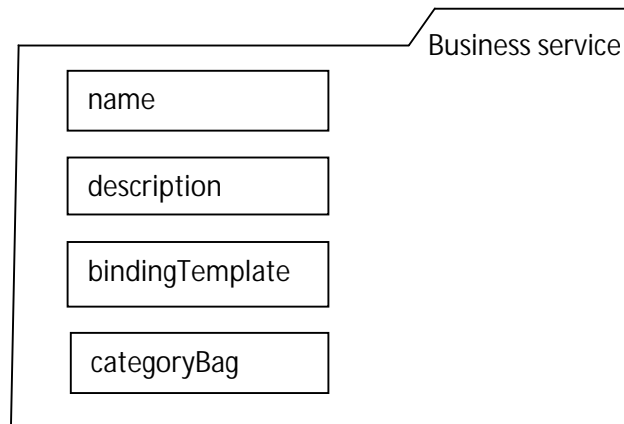 Business service
name
description
bindingTemplate
categoryBag